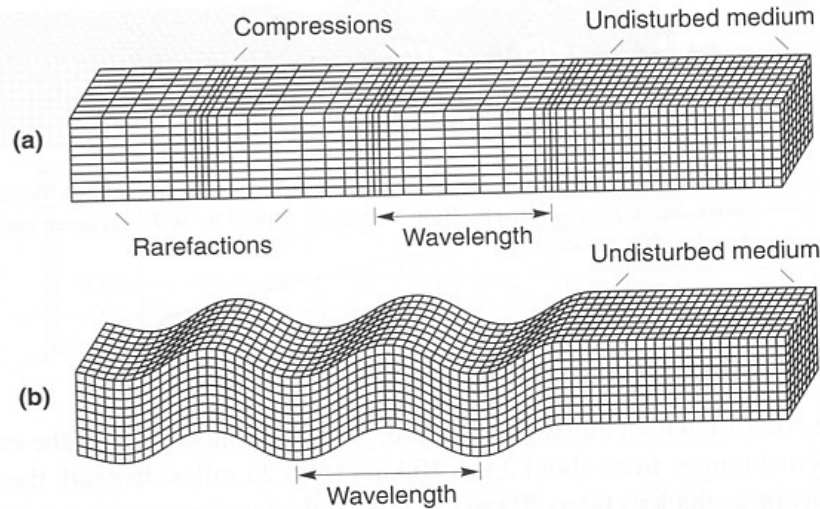 Compressions
Undisturbed medium
(a)
Rarefactions
Wavelength
Undisturbed medium
(b)
Wavelength